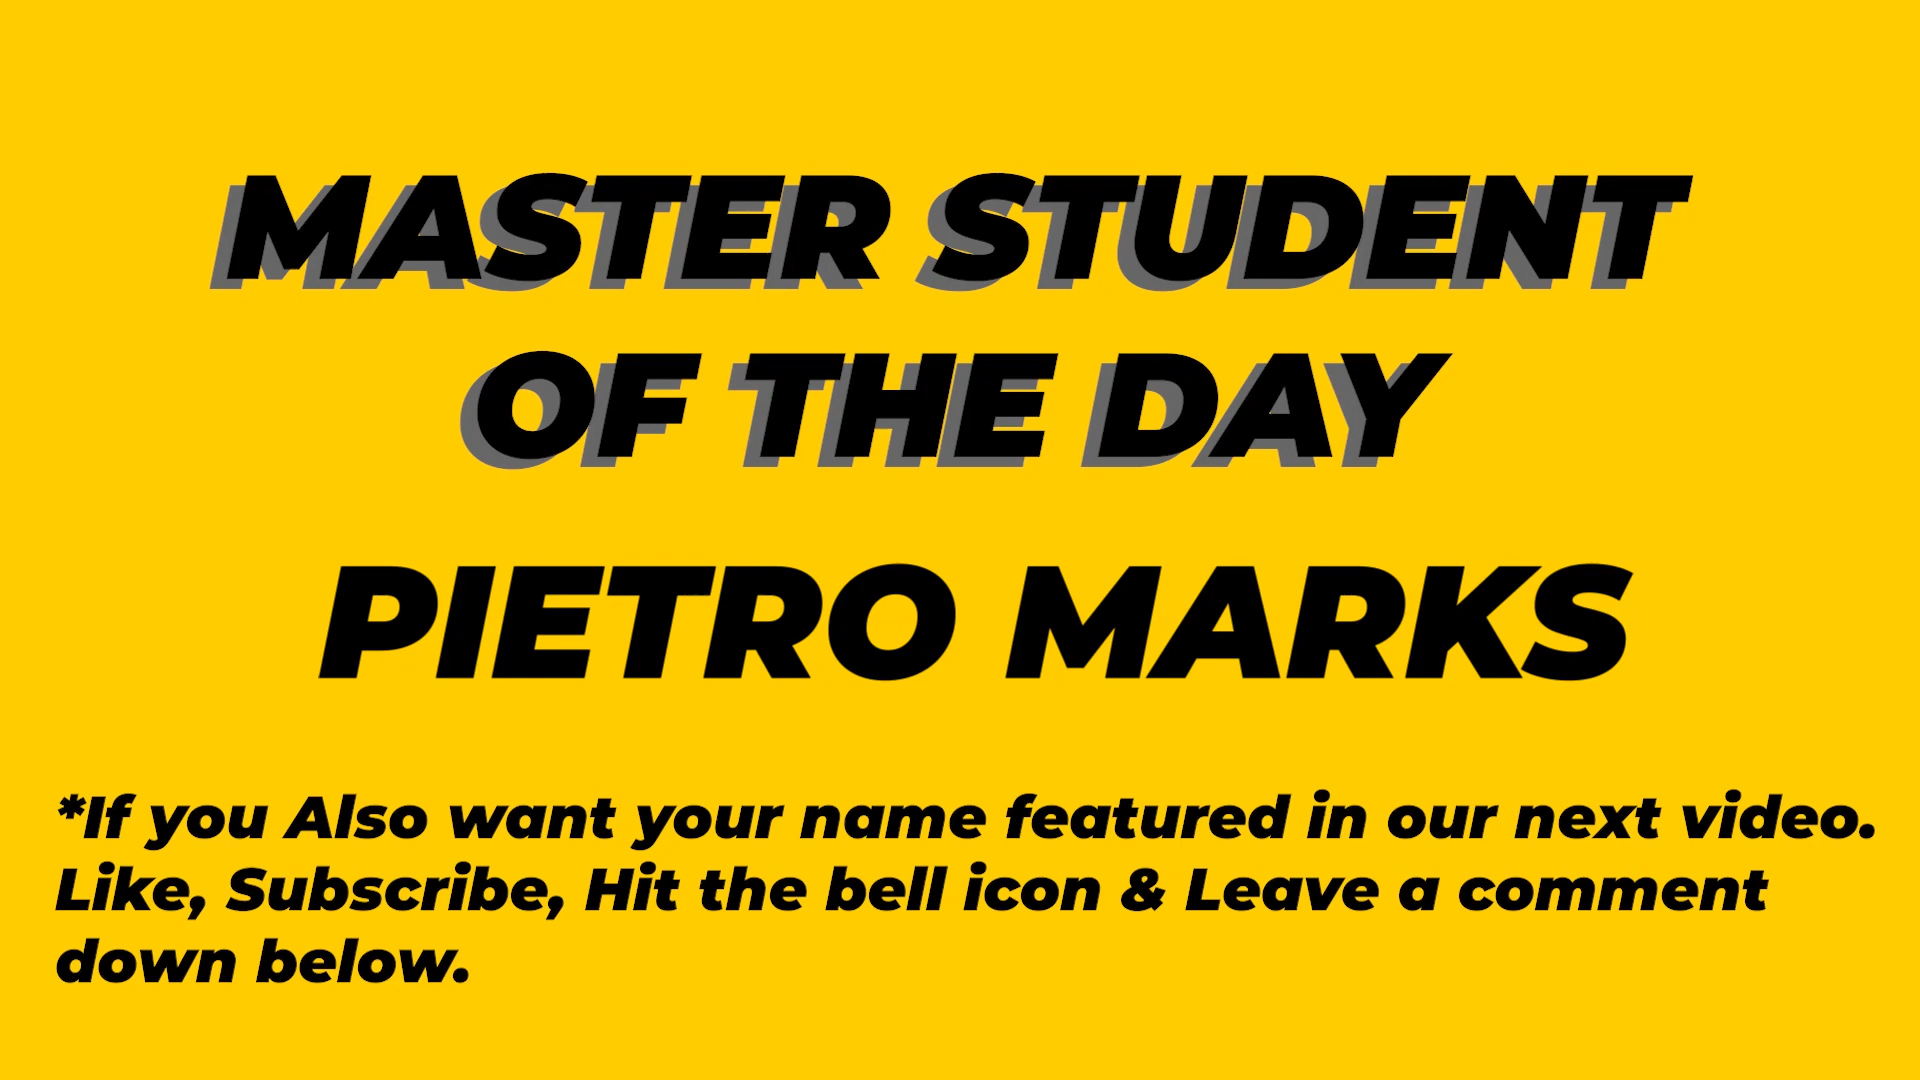 MASTER STUDENT
OF THE DAY
PIETRO MARKS
*If you Also want your name featured in our next video.
Like, Subscribe, Hit the bell icon & Leave a comment
down below.